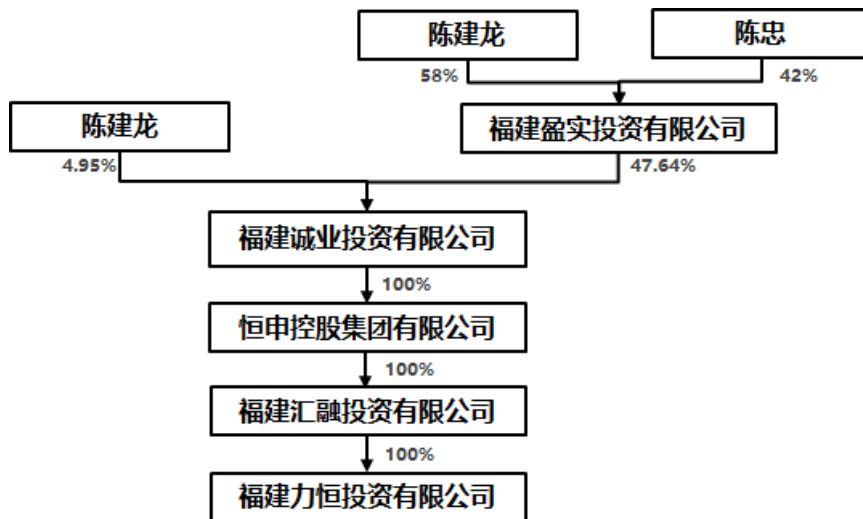 陈建龙
陈忠
58%
42%
陈建龙
福建盈实投资有限公司
4.95%
47.64%
福建诚业投资有限公司
100%
恒申控股集团有限公司
100%
福建汇融投资有限公司
100%
福建力恒投资有限公司